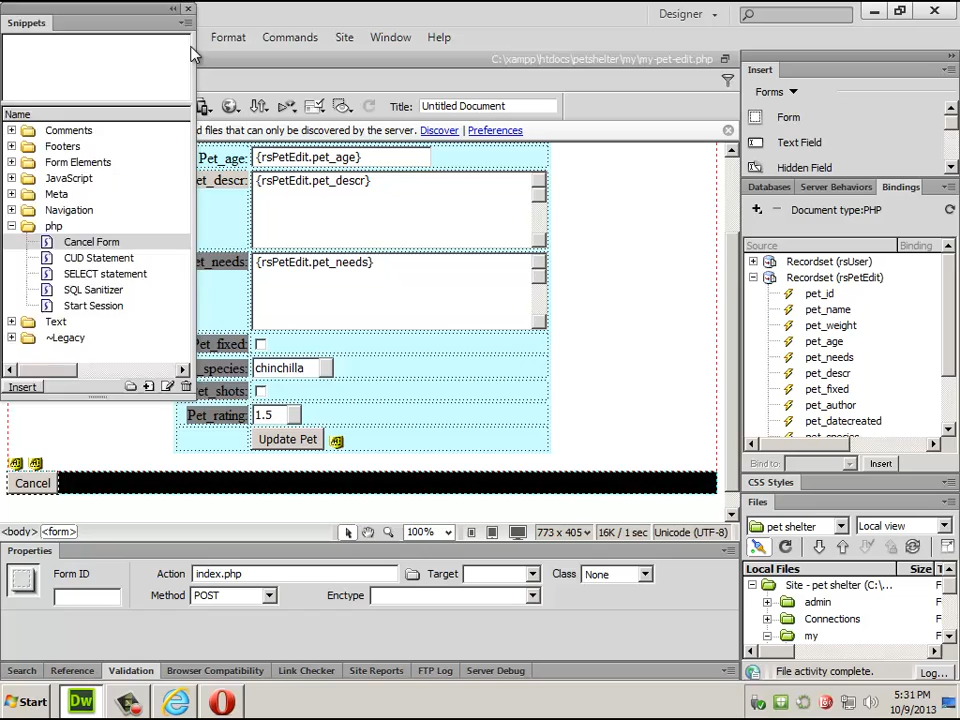 Snippets
Name
Comments
Footers
Form Elements
JavaScript
Meta
Navigation
php
Cancel Form
CUD Statement
SELECT statement
SQL Sanitizer
Start Session
Text
~Legacy
Insert
Format Commands Site Window Help
Designer
C:\xampp\htdocs\petshelter\my\my-pet-edit.php
Title: Untitled Document
d files that can only be discovered by the server. Discover | Preferences
Pet_age: {rsPetEdit.pet_age}
et_descr: {rsPetEdit.pet_descr}
et_needs: {rsPetEdit.pet_needs}
Pet_fixed:
_species: chinchilla
et_shots:
Pet_rating: 1.5
Update Pet
Cancel
<body> <form>
100%
773 x 405
16K / 1 sec
Unicode (UTF-8)
Properties
Form ID
Action index.php
Target
Class None
Method POST
Enctype
Search Reference Validation Browser Compatibility Link Checker Site Reports FTP Log Server Debug
Insert
Forms
Form
Text Field
Hidden Field
Databases Server Behaviors Bindings
Document type:PHP
Source Binding
Recordset (rsUser)
Recordset (rsPetEdit)
pet_id
pet_name
pet_weight
pet_age
pet_needs
pet_descr
pet_fixed
pet_author
pet_datecreated
pet_species
Bind to: Insert
CSS Styles
Files
pet shelter Local view
Local Files Size T
Site - pet shelter (C:\... F
admin F
Connections F
my F
File activity complete. Log...
Start
Dw
5:31 PM
10/9/2013